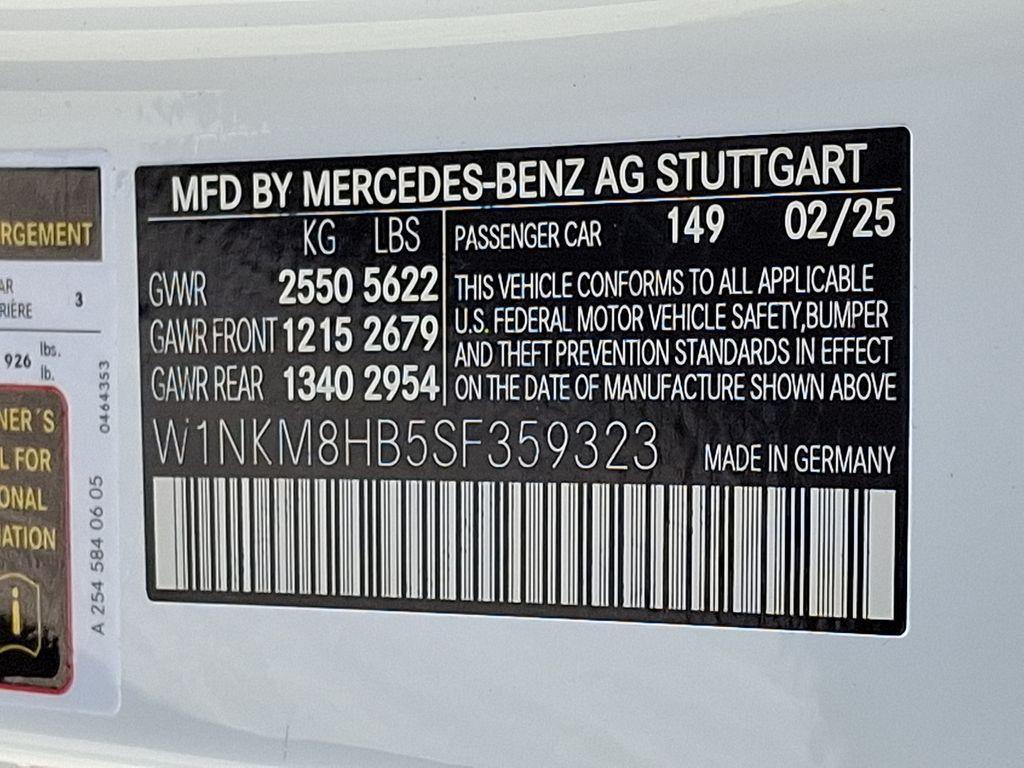 RGEMENT
AR
RIÈRE 3
926 lbs.
lb.
0464353
NER´S
L FOR
ONAL
ATION
i
A 254 584 06 05
MFD BY MERCEDES-BENZ AG STUTTGART
KG LBS
GVWR 2550 5622
GAWR FRONT 1215 2679
GAWR REAR 1340 2954
PASSENGER CAR 149 02/25
THIS VEHICLE CONFORMS TO ALL APPLICABLE
U.S. FEDERAL MOTOR VEHICLE SAFETY,BUMPER
AND THEFT PREVENTION STANDARDS IN EFFECT
ON THE DATE OF MANUFACTURE SHOWN ABOVE
W1NKM8HB5SF359323
MADE IN GERMANY